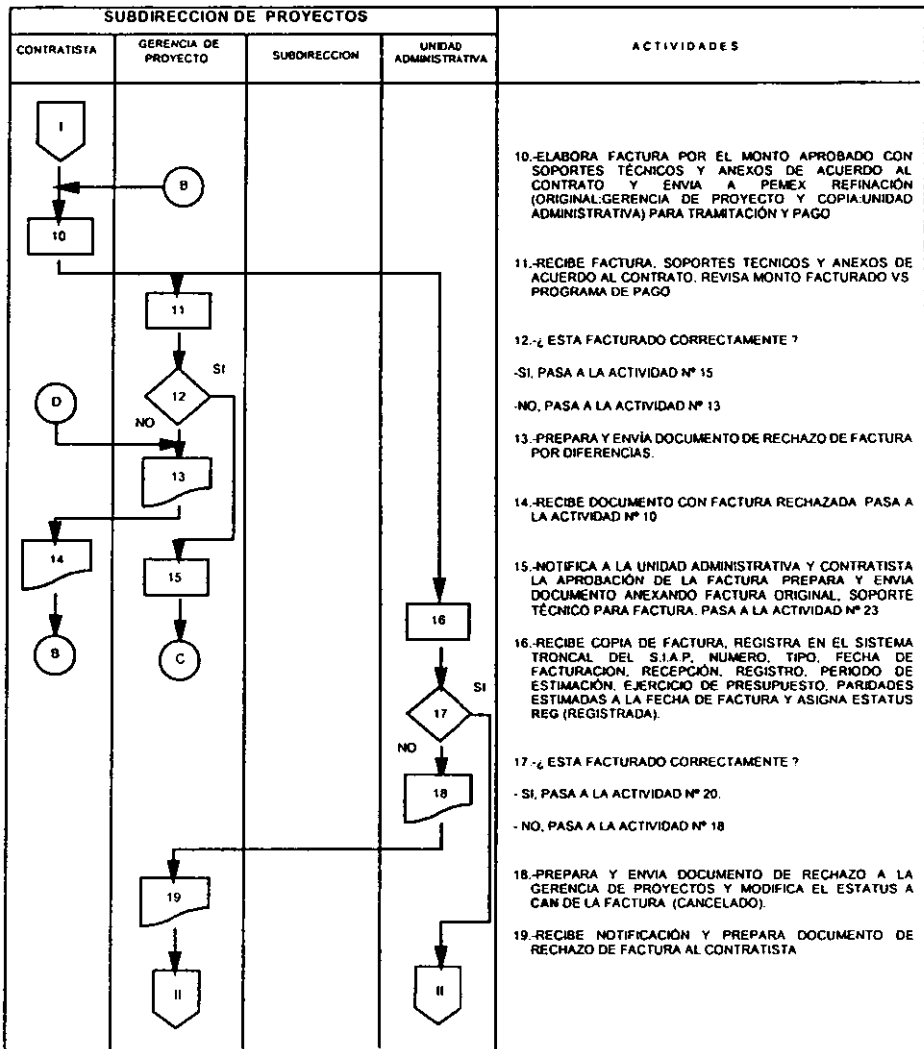 SUBDIRECCION DE PROYECTOS
CONTRATISTA
GERENCIA DE
PROYECTO
SUBDIRECCION
UNIDAD
ADMINISTRATIVA
ACTIVIDADES
I
B
10
11
SI
12
NO
D
13
14
15
16
B
C
SI
17
NO
18
19
II
II
10.-ELABORA FACTURA POR EL MONTO APROBADO CON
SOPORTES TÉCNICOS Y ANEXOS DE ACUERDO AL
CONTRATO Y ENVIA A PEMEX REFINACIÓN
(ORIGINAL:GERENCIA DE PROYECTO Y COPIA:UNIDAD
ADMINISTRATIVA) PARA TRAMITACIÓN Y PAGO
11.-RECIBE FACTURA, SOPORTES TECNICOS Y ANEXOS DE
ACUERDO AL CONTRATO. REVISA MONTO FACTURADO VS
PROGRAMA DE PAGO
12.-¿ ESTA FACTURADO CORRECTAMENTE ?
-SI, PASA A LA ACTIVIDAD Nº 15
-NO, PASA A LA ACTIVIDAD Nº 13
13.-PREPARA Y ENVÍA DOCUMENTO DE RECHAZO DE FACTURA
POR DIFERENCIAS.
14.-RECIBE DOCUMENTO CON FACTURA RECHAZADA PASA A
LA ACTIVIDAD Nº 10
15.-NOTIFICA A LA UNIDAD ADMINISTRATIVA Y CONTRATISTA
LA APROBACIÓN DE LA FACTURA PREPARA Y ENVIA
DOCUMENTO ANEXANDO FACTURA ORIGINAL, SOPORTE
TÉCNICO PARA FACTURA. PASA A LA ACTIVIDAD Nº 23
16.-RECIBE COPIA DE FACTURA, REGISTRA EN EL SISTEMA
TRONCAL DEL S.I.A.P, NUMERO, TIPO, FECHA DE
FACTURACION, RECEPCIÓN, REGISTRO, PERIODO DE
ESTIMACIÓN, EJERCICIO DE PRESUPUESTO, PARIDADES
ESTIMADAS A LA FECHA DE FACTURA Y ASIGNA ESTATUS
REG (REGISTRADA).
17.-¿ ESTA FACTURADO CORRECTAMENTE ?
- SI, PASA A LA ACTIVIDAD Nº 20.
- NO, PASA A LA ACTIVIDAD Nº 18
18.-PREPARA Y ENVIA DOCUMENTO DE RECHAZO A LA
GERENCIA DE PROYECTOS Y MODIFICA EL ESTATUS A
CAN DE LA FACTURA (CANCELADO).
19.-RECIBE NOTIFICACIÓN Y PREPARA DOCUMENTO DE
RECHAZO DE FACTURA AL CONTRATISTA